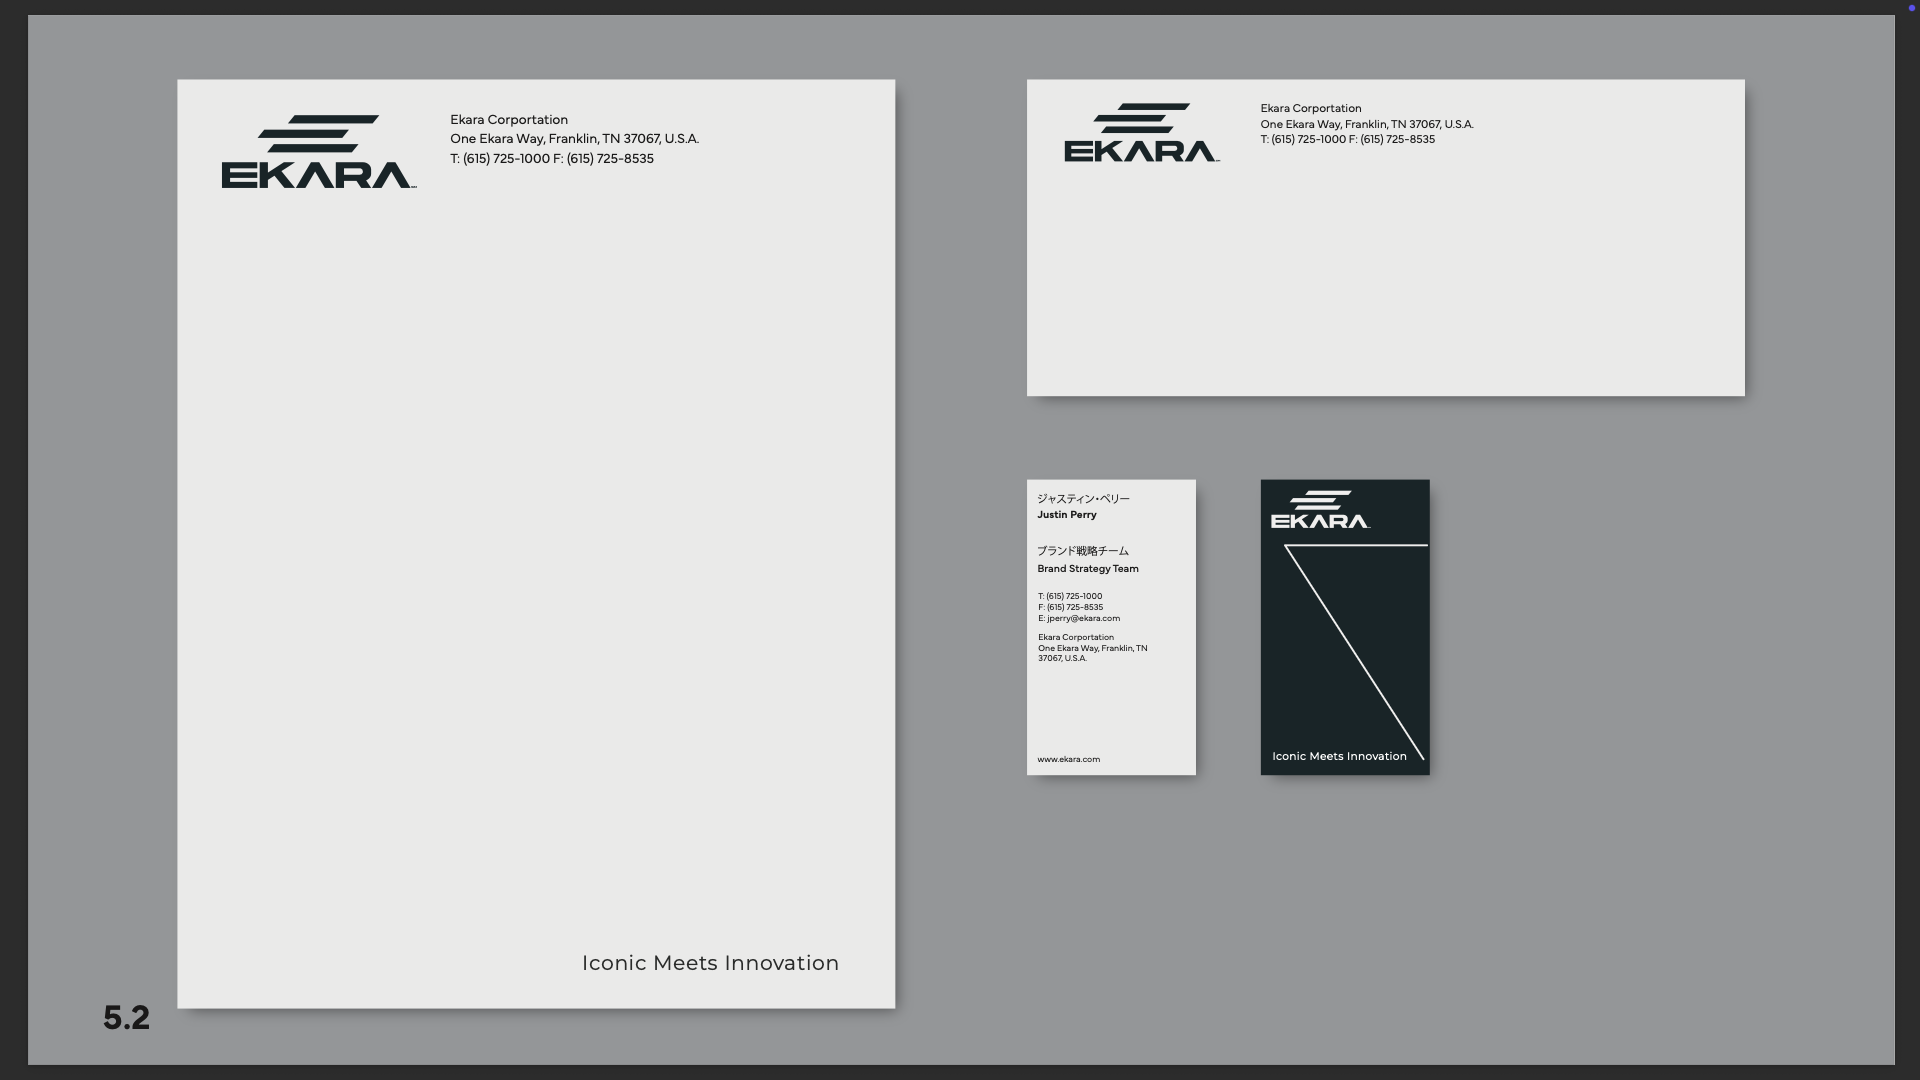 EKARA
Ekara Corportation
One Ekara Way, Franklin, TN 37067, U.S.A.
T: (615) 725-1000 F: (615) 725-8535
Iconic Meets Innovation
5.2
EKARA
Ekara Corportation
One Ekara Way, Franklin, TN 37067, U.S.A.
T: (615) 725-1000 F: (615) 725-8535
ジャスティン・ペリー
Justin Perry
ブランド戦略チーム
Brand Strategy Team
T: (615) 725-1000
F: (615) 725-8535
E: jperry@ekara.com
Ekara Corportation
One Ekara Way, Franklin, TN
37067, U.S.A.
www.ekara.com
EKARA
Iconic Meets Innovation